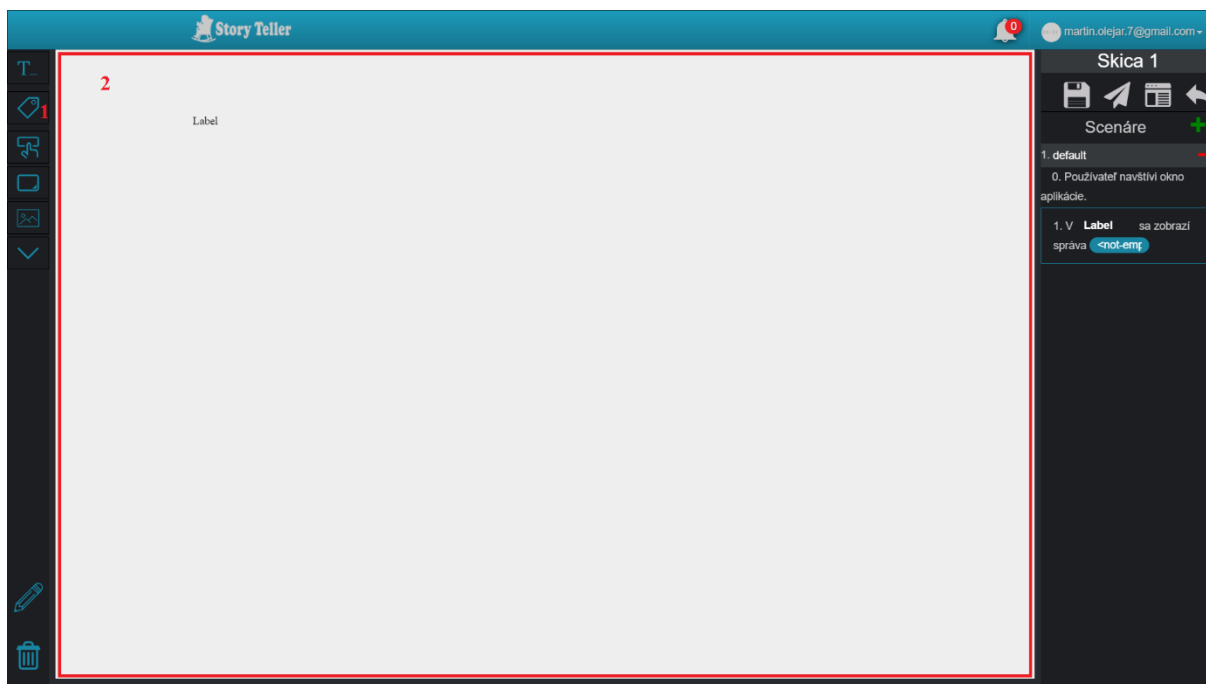 Story Teller
0
martin.olejar.7@gmail.com
T_
Skica 1
2
1
Label
Scenáre
1. default
0. Používateľ navštívi okno
aplikácie.
1. V Label sa zobrazí
správa <not-emp